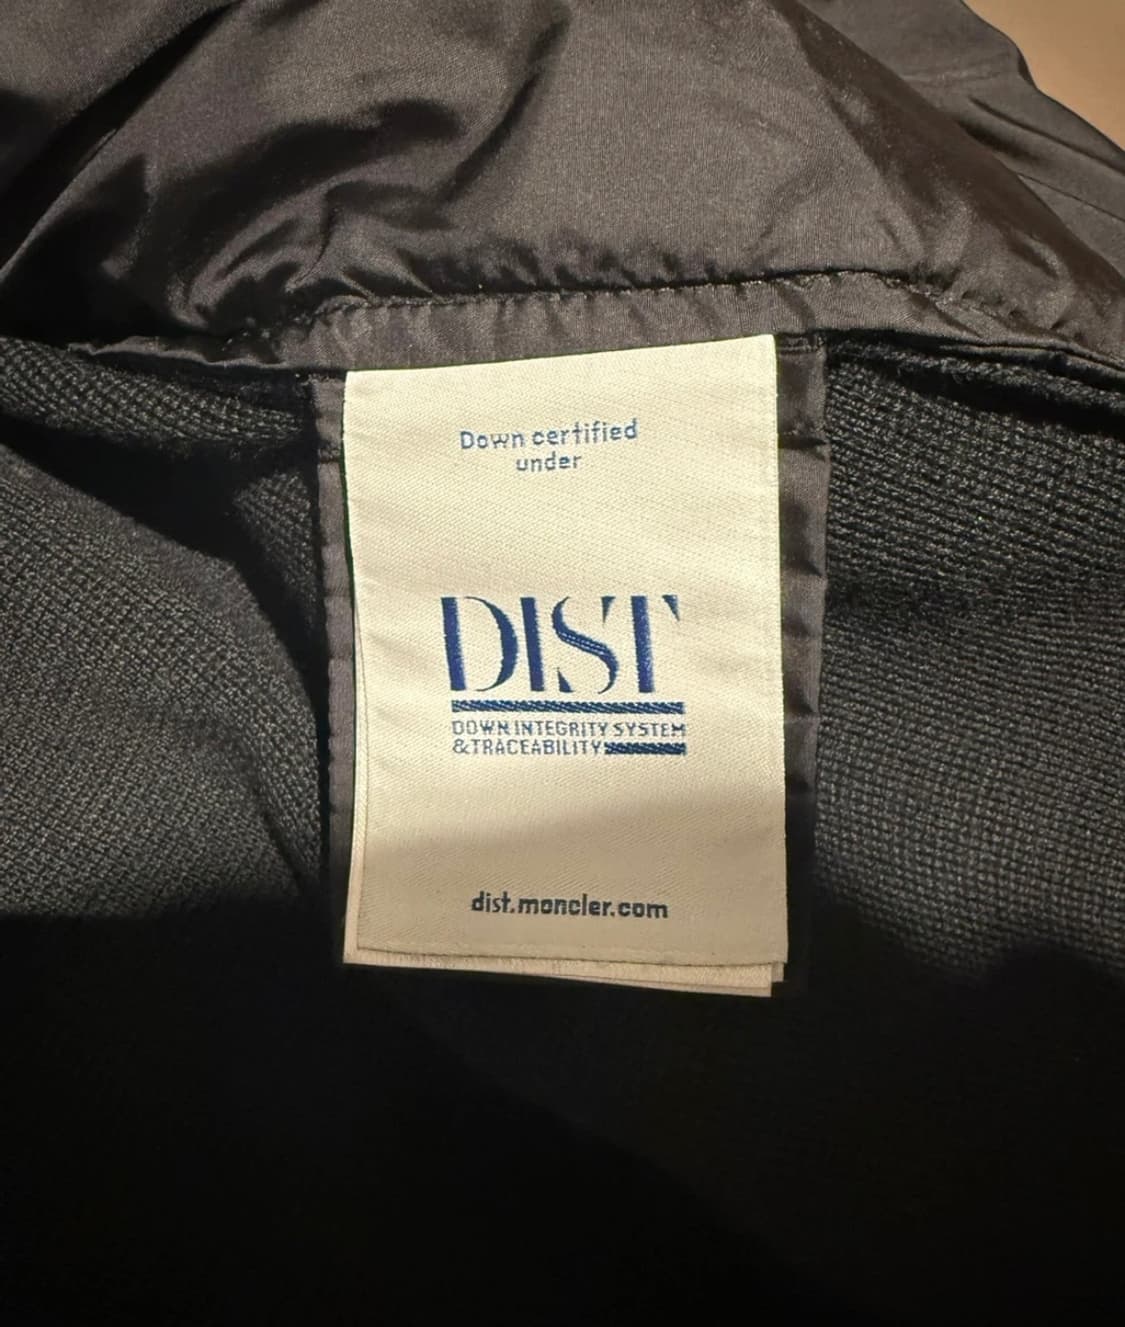 Down certified
under
DIST
DOWN INTEGRITY SYSTEM
&TRACEABILITY
dist.moncler.com